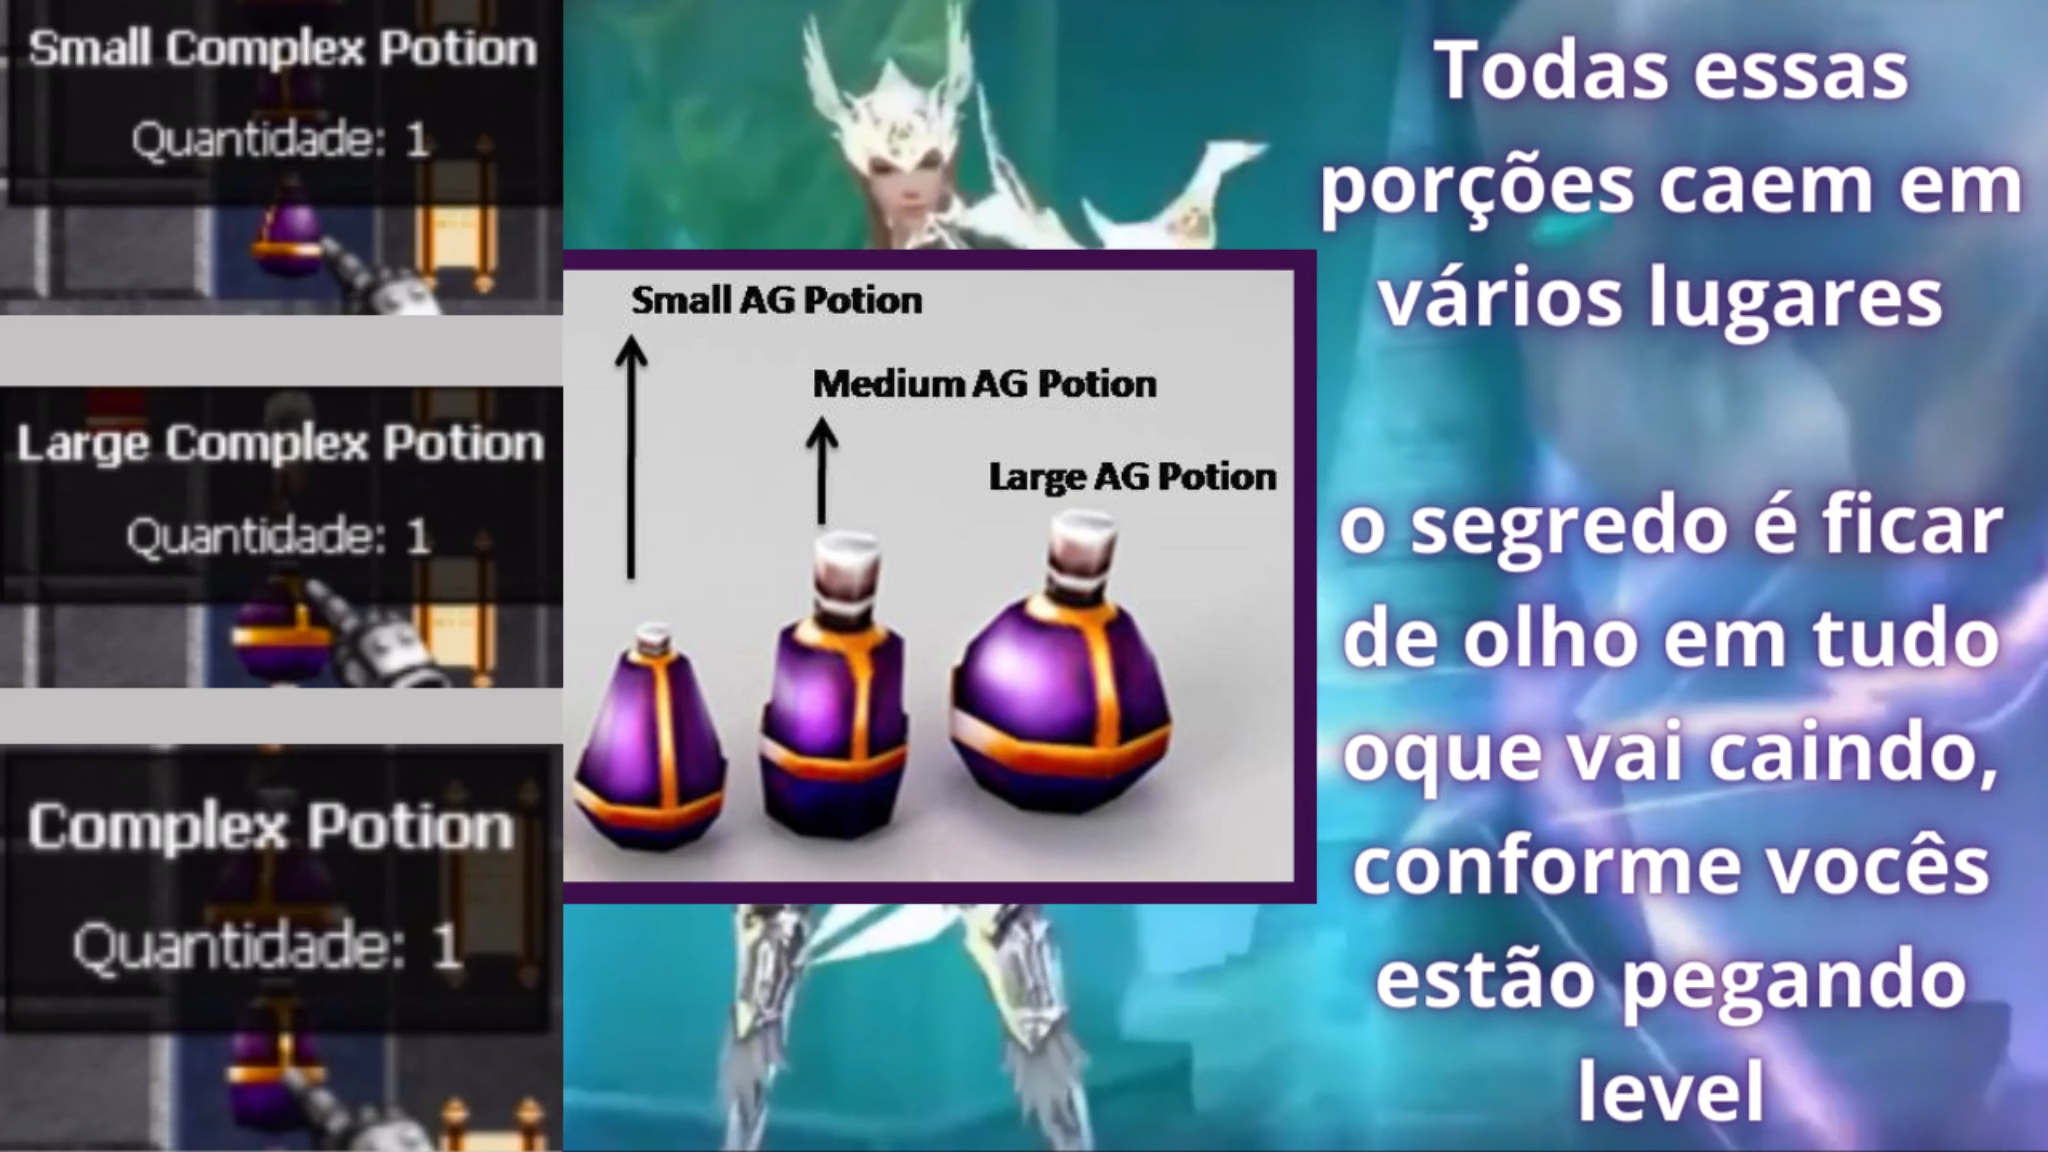 Small Complex Potion
Quantidade: 1
Large Complex Potion
Quantidade: 1
Complex Potion
Quantidade: 1
Small AG Potion
Medium AG Potion
Large AG Potion
Todas essas
porções caem em
vários lugares
o segredo é ficar
de olho em tudo
oque vai caindo,
conforme vocês
estão pegando
level